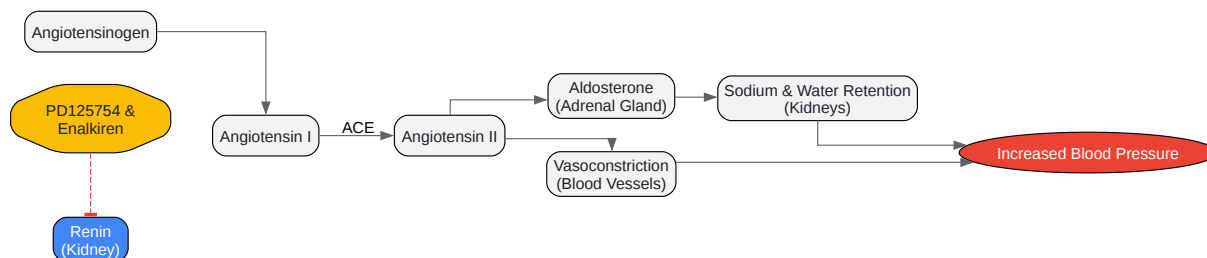 Angiotensinogen
PD125754 &
Enalkiren
Renin
(Kidney)
Angiotensin I
ACE
Angiotensin II
Aldosterone
(Adrenal Gland)
Vasoconstriction
(Blood Vessels)
Sodium & Water Retention
(Kidneys)
Increased Blood Pressure